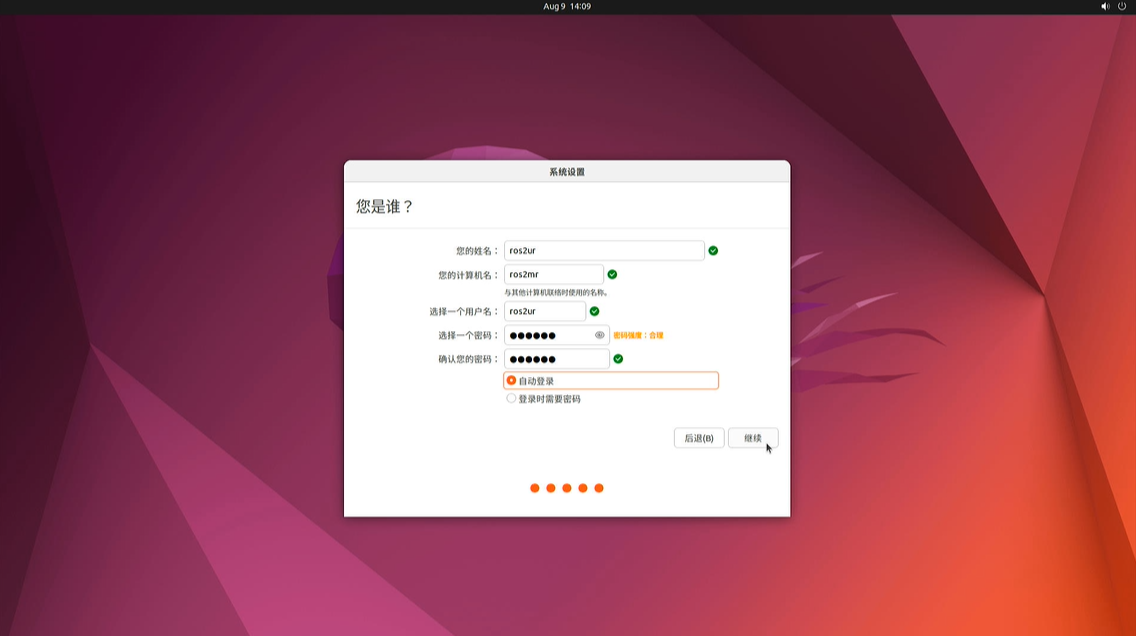 Aug 9 14:09
系统设置
您是谁？
您的姓名： ros2ur
您的计算机名： ros2mr
与其他计算机联络时使用的名称。
选择一个用户名： ros2ur
选择一个密码： ●●●●●● 密码强度：合理
确认您的密码： ●●●●●●
自动登录
登录时需要密码
后退(B) 继续